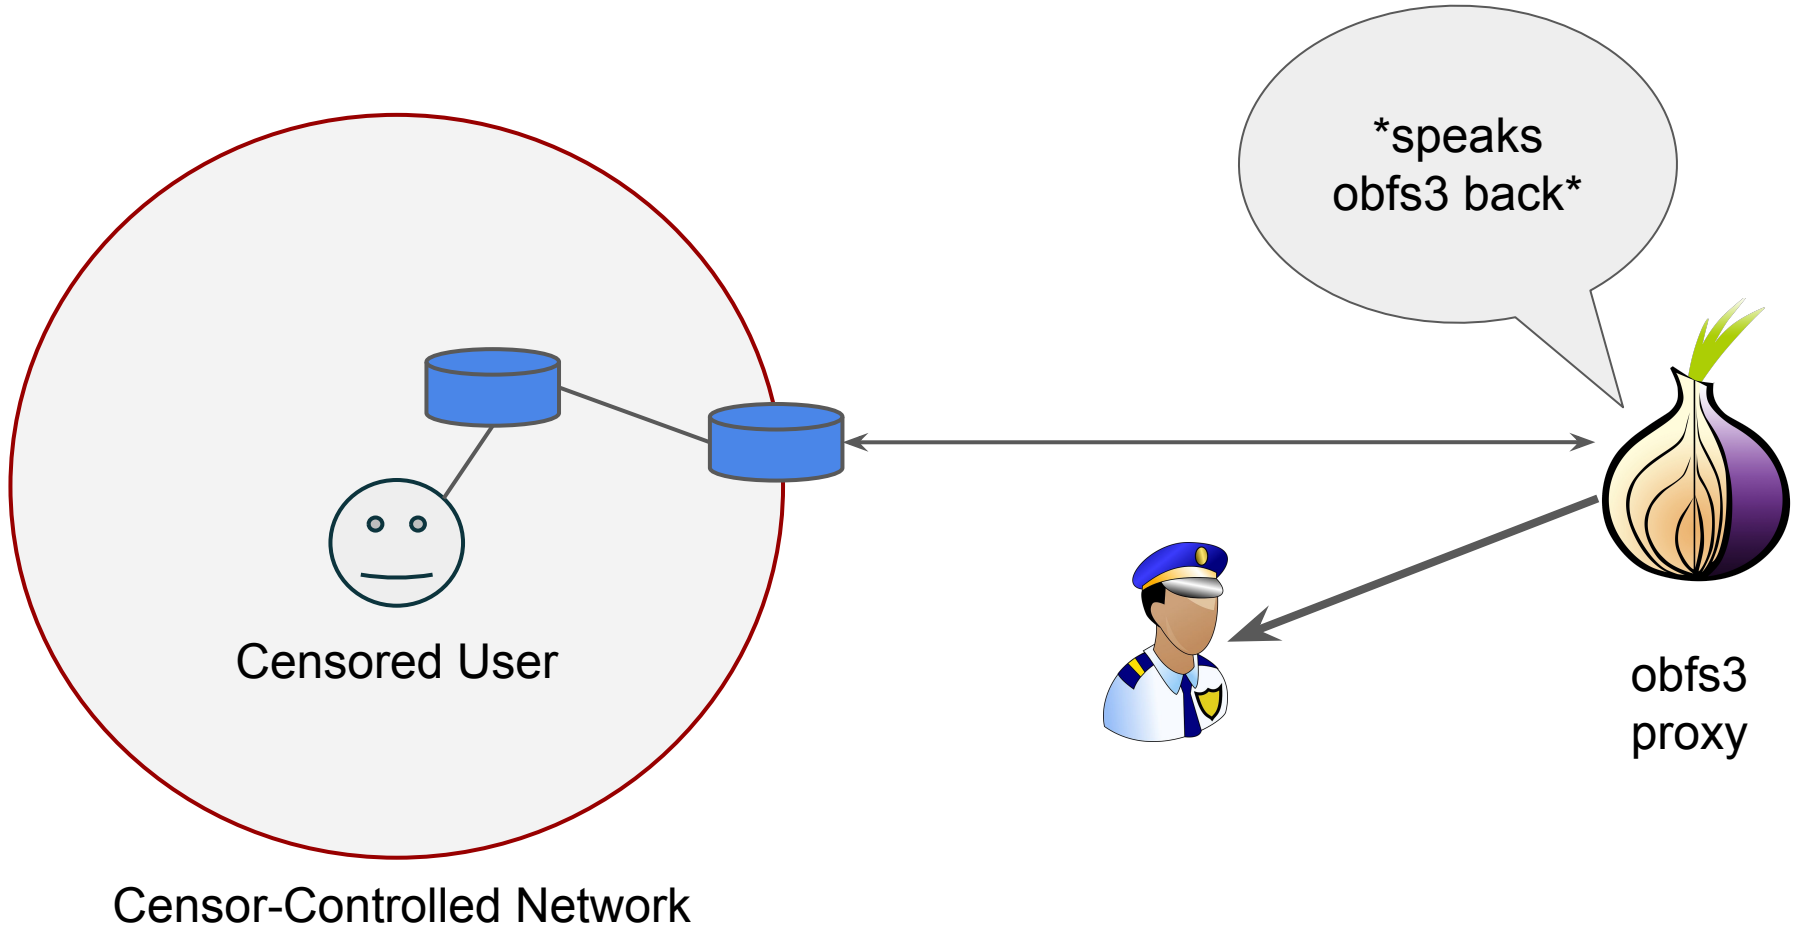 *speaks
obfs3 back*
Censored User
obfs3
proxy
Censor-Controlled Network